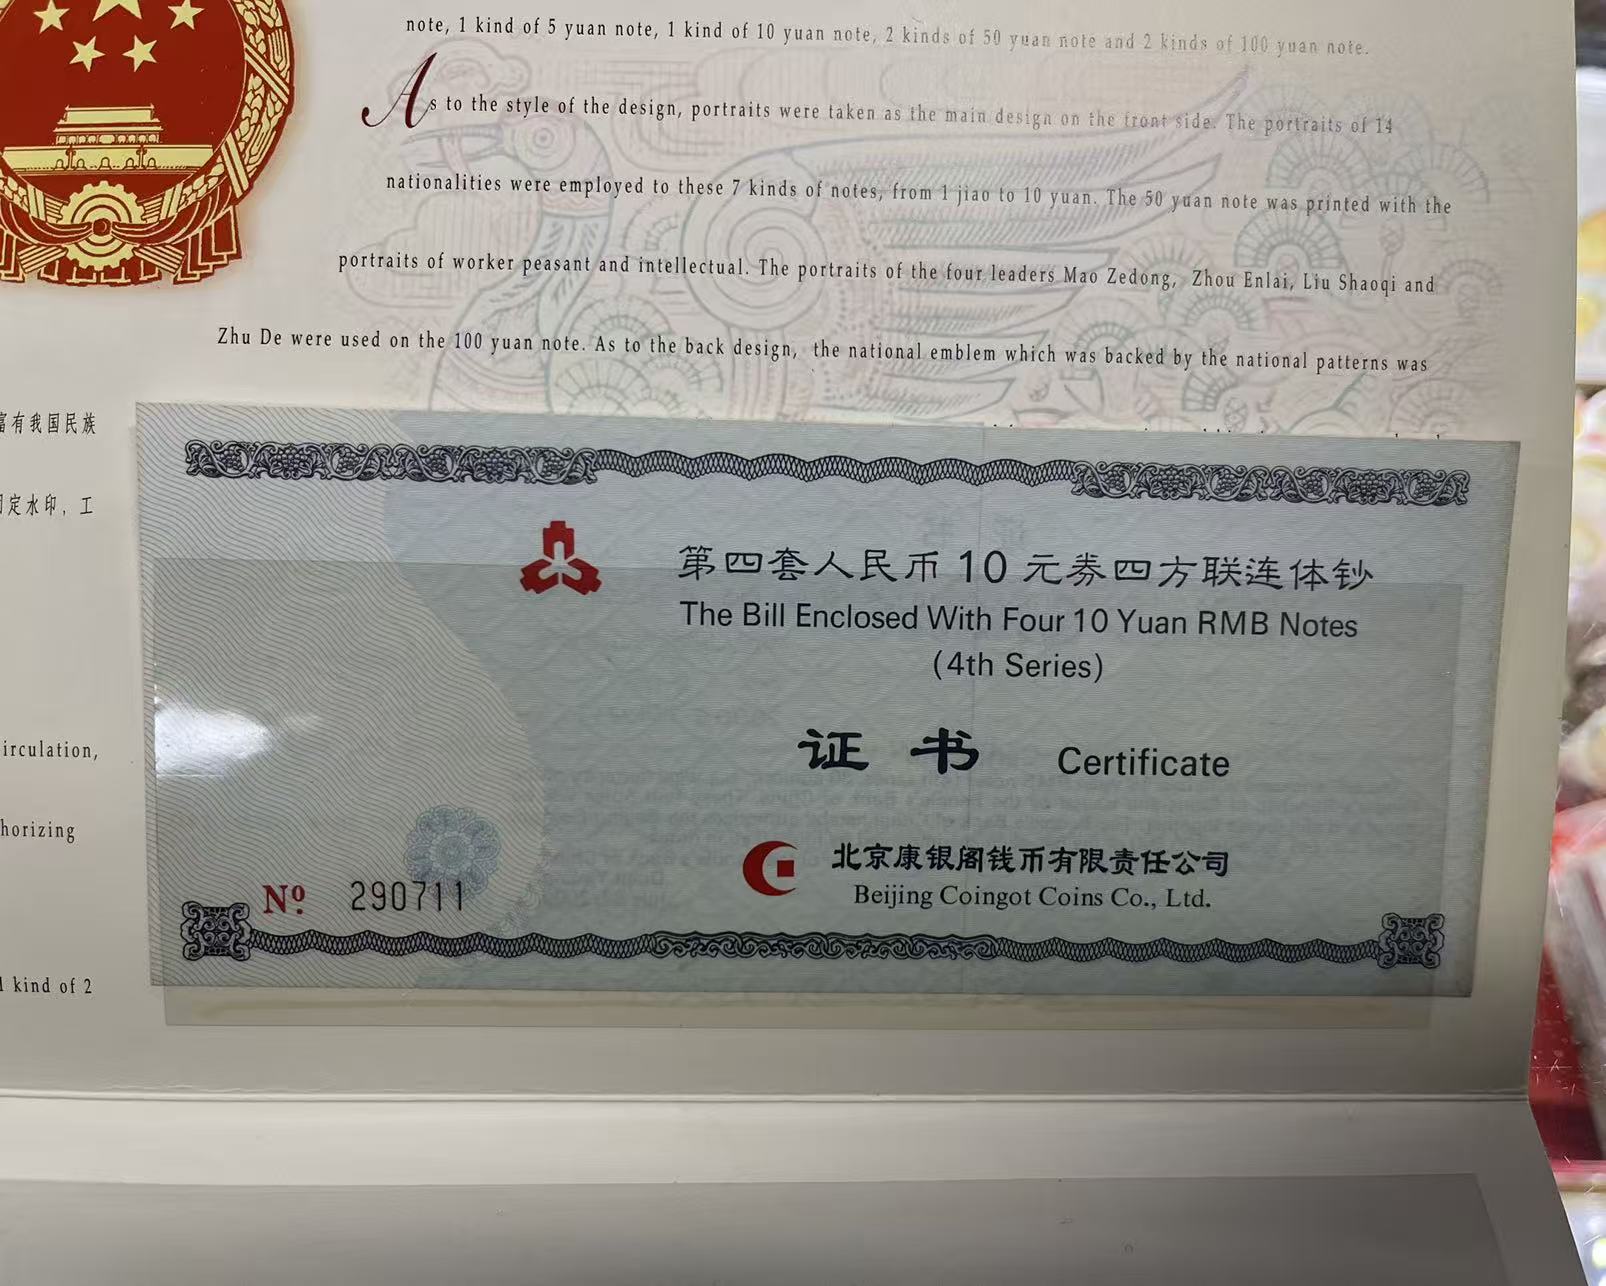 note, 1 kind of 5 yuan note, 1 kind of 10 yuan note, 2 kinds of 50 yuan note and 2 kinds of 100 yuan note.
As to the style of the design, portraits were taken as the main design on the front side. The portraits of 14
nationalities were employed to these 7 kinds of notes, from 1 jiao to 10 yuan. The 50 yuan note was printed with the
portraits of worker peasant and intellectual. The portraits of the four leaders Mao Zedong, Zhou Enlai, Liu Shaoqi and
Zhu De were used on the 100 yuan note. As to the back design, the national emblem which was backed by the national patterns was
富有我国民族
固定水印，工
irculation,
horizing
1 kind of 2
第四套人民币10元券四方联连体钞
The Bill Enclosed With Four 10 Yuan RMB Notes
(4th Series)
证书 Certificate
北京康银阁钱币有限责任公司
Beijing Coingot Coins Co., Ltd.
Nº 290711